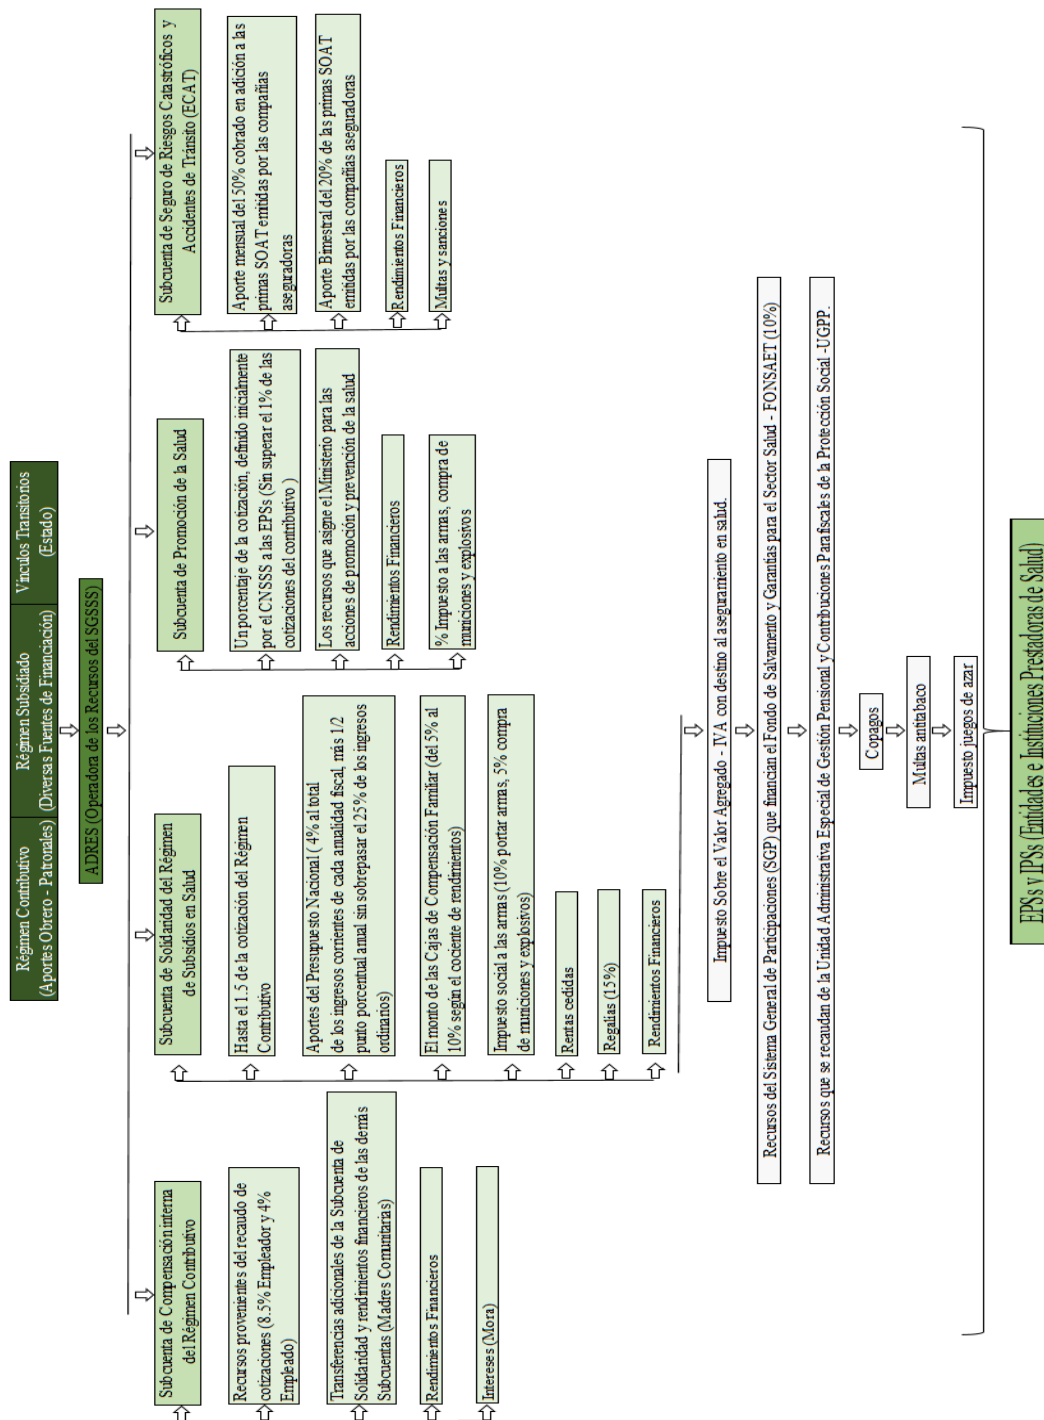 Régimen Contributivo
(Aportes Obrero - Patronales)
Régimen Subsidiado
(Diversas Fuentes de Financiación)
Vínculos Transitorios
(Estado)
ADRES (Operadora de los Recursos del SGSSS)
Subcuenta de Compensación interna
del Régimen Contributivo
Recursos provenientes del recaudo de
cotizaciones (8.5% Empleador y 4%
Empleado)
Transferencias adicionales de la Subcuenta de
Solidaridad y rendimientos financieros de las demás
Subcuentas (Madres Comunitarias)
Rendimientos Financieros
Intereses (Mora)
Subcuenta de Solidaridad del Régimen
de Subsidios en Salud
Hasta el 1.5 de la cotización del Régimen
Contributivo
Aportes del Presupuesto Nacional ( 4% al total
de los ingresos corrientes de cada anualidad fiscal, más 1/2
punto porcentual anual sin sobrepasar el 25% de los ingresos
ordinarios)
El monto de las Cajas de Compensación Familiar (del 5% al
10% según el cociente de rendimientos)
Impuesto social a las armas (10% portar armas, 5% compra
de municiones y explosivos)
Rentas cedidas
Regalías (15%)
Rendimientos Financieros
Subcuenta de Promoción de la Salud
Un porcentaje de la cotización, definido inicialmente
por el CNSSS a las EPSs (Sin superar el 1% de las
cotizaciones del contributivo )
Los recursos que asigne el Ministerio para las
acciones de promoción y prevención de la salud
Rendimientos Financieros
% Impuesto a las armas, compra de
municiones y explosivos
Subcuenta de Seguro de Riesgos Catastróficos y
Accidentes de Tránsito (ECAT)
Aporte mensual del 50% cobrado en adición a las
primas SOAT emitidas por las compañías
aseguradoras
Aporte Bimestral del 20% de las primas SOAT
emitidas por las compañías aseguradoras
Rendimientos Financieros
Multas y sanciones
Impuesto Sobre el Valor Agregado - IVA con destino al aseguramiento en salud.
Recursos del Sistema General de Participaciones (SGP) que financian el Fondo de Salvamento y Garantías para el Sector Salud - FONSAET (10%)
Recursos que se recaudan de la Unidad Administrativa Especial de Gestión Pensional y Contribuciones Parafiscales de la Protección Social -UGPP.
Copagos
Multas antitabaco
Impuesto juegos de azar
EPSs y IPSs (Entidades e Instituciones Prestadoras de Salud)